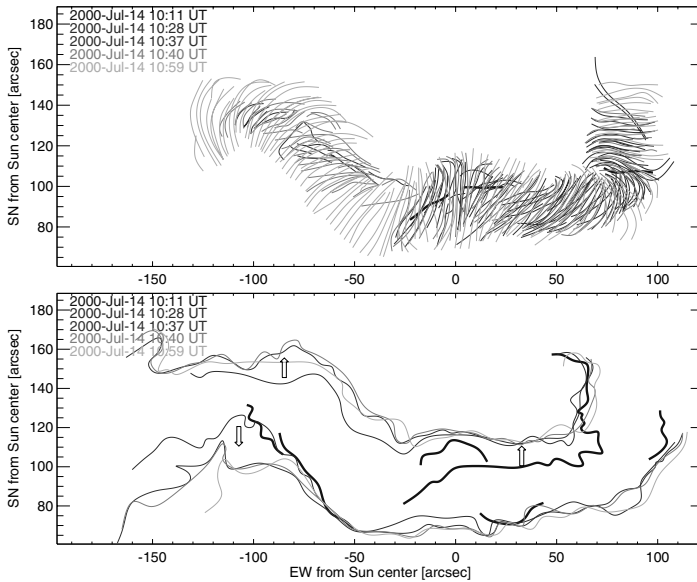 2000-Jul-14 10:11 UT
2000-Jul-14 10:28 UT
2000-Jul-14 10:37 UT
2000-Jul-14 10:40 UT
2000-Jul-14 10:59 UT
SN from Sun center [arcsec]
180
160
140
120
100
80
-150 -100 -50 0 50 100
2000-Jul-14 10:11 UT
2000-Jul-14 10:28 UT
2000-Jul-14 10:37 UT
2000-Jul-14 10:40 UT
2000-Jul-14 10:59 UT
SN from Sun center [arcsec]
180
160
140
120
100
80
-150 -100 -50 0 50 100
EW from Sun center [arcsec]